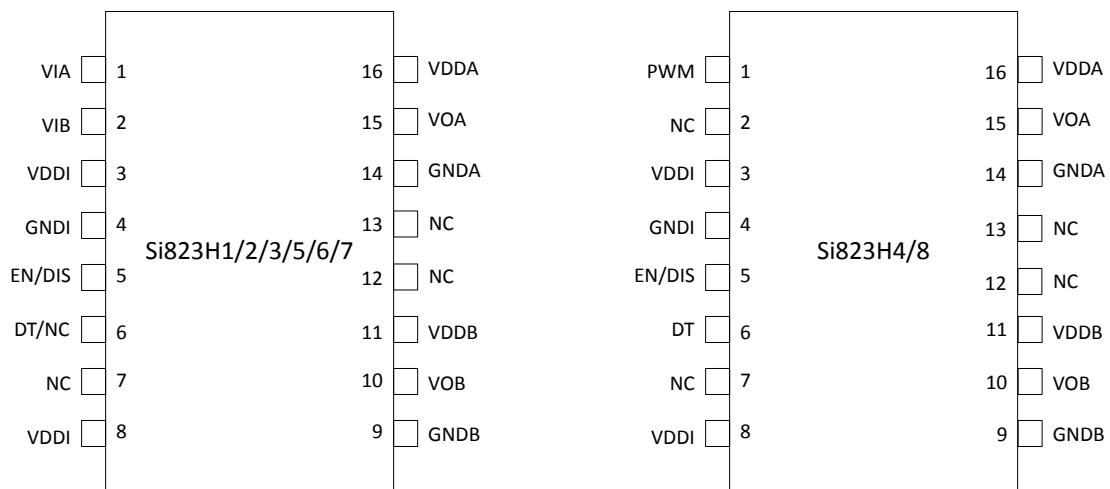 VIA 1 16 VDDA
VIB 2 15 VOA
VDDI 3 14 GNDA
GNDI 4 13 NC
Si823H1/2/3/5/6/7
EN/DIS 5 12 NC
DT/NC 6 11 VDDB
NC 7 10 VOB
VDDI 8 9 GNDB
PWM 1 16 VDDA
NC 2 15 VOA
VDDI 3 14 GNDA
GNDI 4 13 NC
Si823H4/8
EN/DIS 5 12 NC
DT 6 11 VDDB
NC 7 10 VOB
VDDI 8 9 GNDB